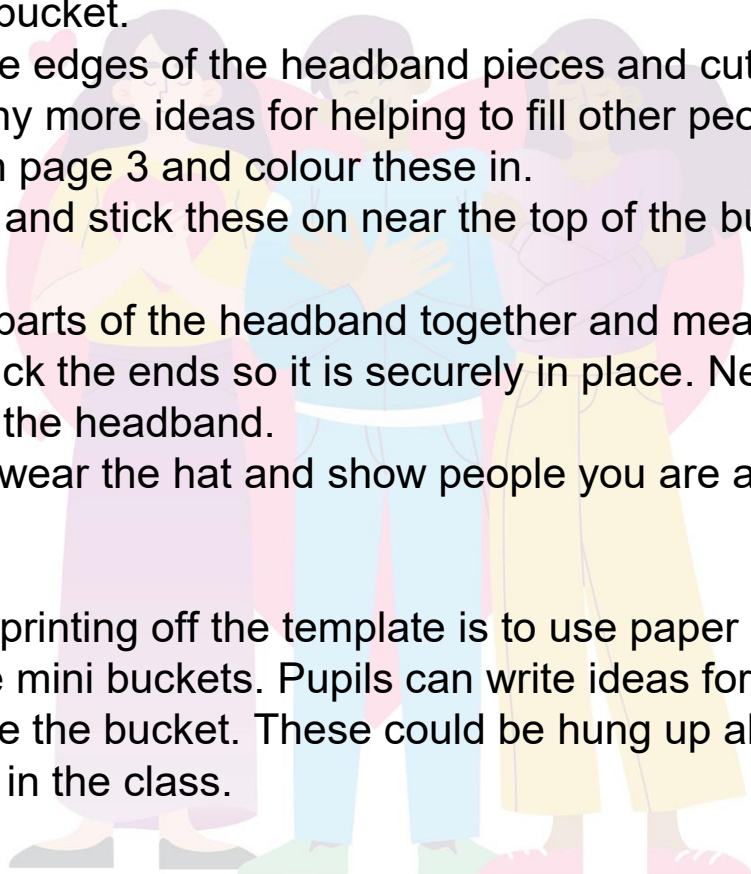 bucket.
e edges of the headband pieces and cut
ny more ideas for helping to fill other peo
n page 3 and colour these in.
and stick these on near the top of the bu
parts of the headband together and mea
ck the ends so it is securely in place. Ne
the headband.
wear the hat and show people you are a
printing off the template is to use paper
e mini buckets. Pupils can write ideas for
e the bucket. These could be hung up al
in the class.